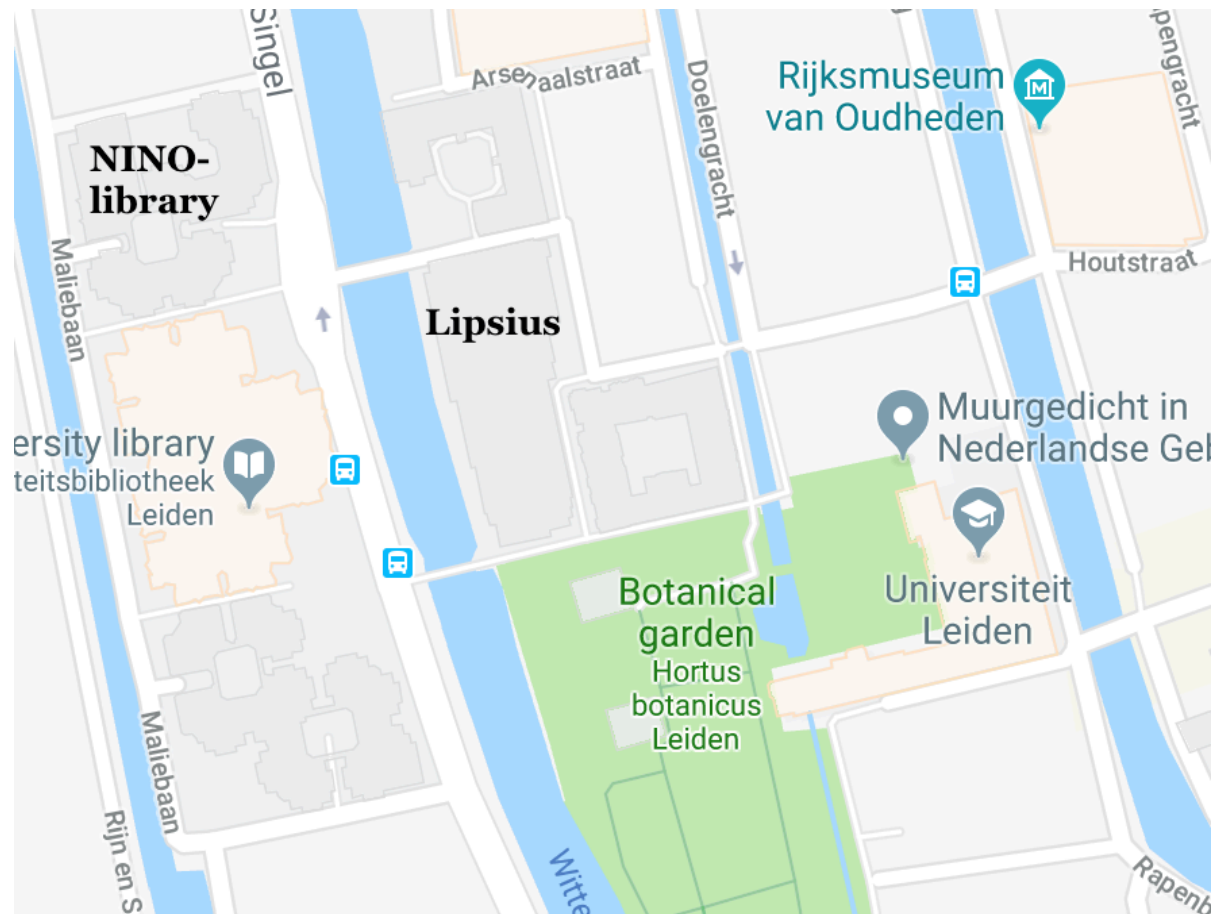 Singel
Arsenaalstraat
Doelengracht
Rijksmuseum
van Oudheden
pengracht
NINO-
library
Maliebaan
Houtstraat
Lipsius
ersity library
teitsbibliotheek
Leiden
Muurgedicht in
Nederlandse Geb
Universiteit
Leiden
Botanical
garden
Hortus
botanicus
Leiden
Maliebaan
Rijn en S
Witte
Rapenb
M